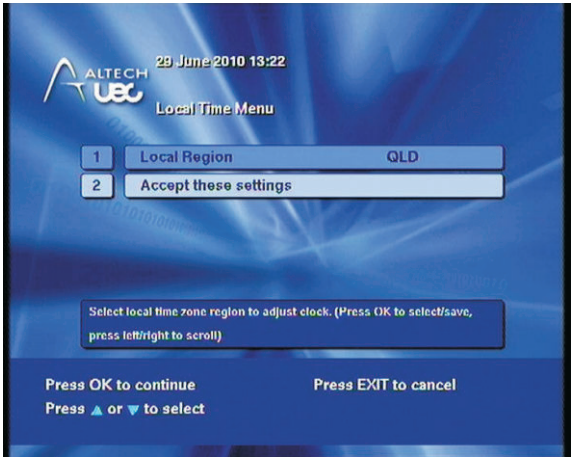 ALTECH
UEC
29 June 2010 13:22
Local Time Menu
1 Local Region QLD
2 Accept these settings
Select local time zone region to adjust clock. (Press OK to select/save,
press left/right to scroll)
Press OK to continue Press EXIT to cancel
Press ▲ or ▼ to select